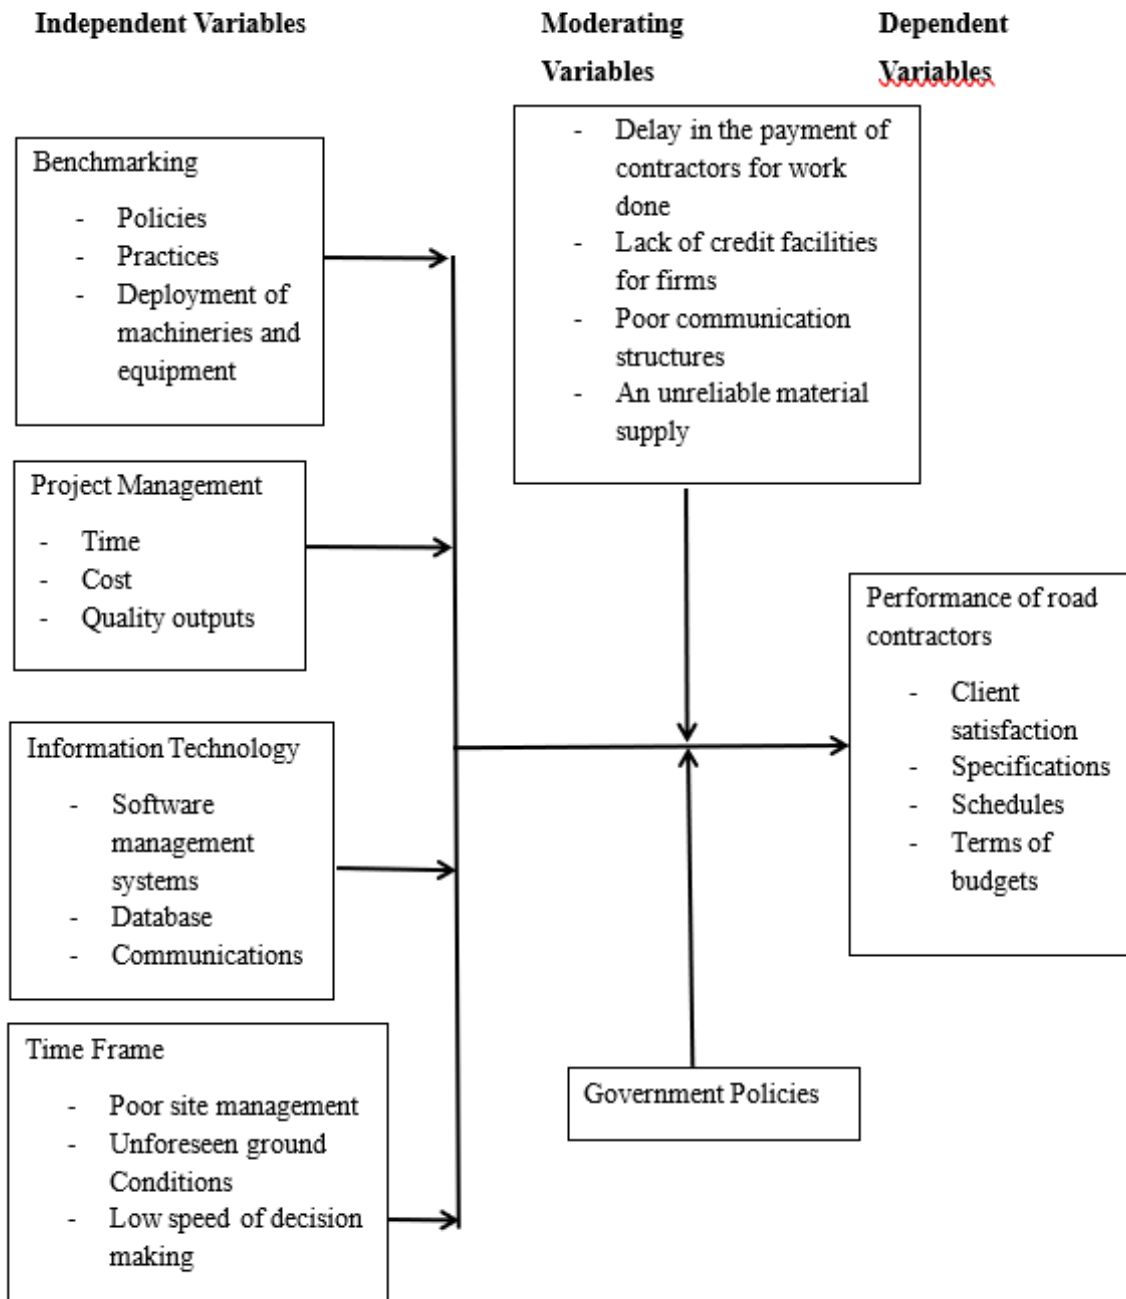 Independent Variables
Moderating
Variables
Dependent
Variables
Benchmarking
- Policies
- Practices
- Deployment of
machineries and
equipment
Project Management
- Time
- Cost
- Quality outputs
Information Technology
- Software
management
systems
- Database
- Communications
Time Frame
- Poor site management
- Unforeseen ground
Conditions
- Low speed of decision
making
- Delay in the payment of
contractors for work
done
- Lack of credit facilities
for firms
- Poor communication
structures
- An unreliable material
supply
Government Policies
Performance of road
contractors
- Client
satisfaction
- Specifications
- Schedules
- Terms of
budgets